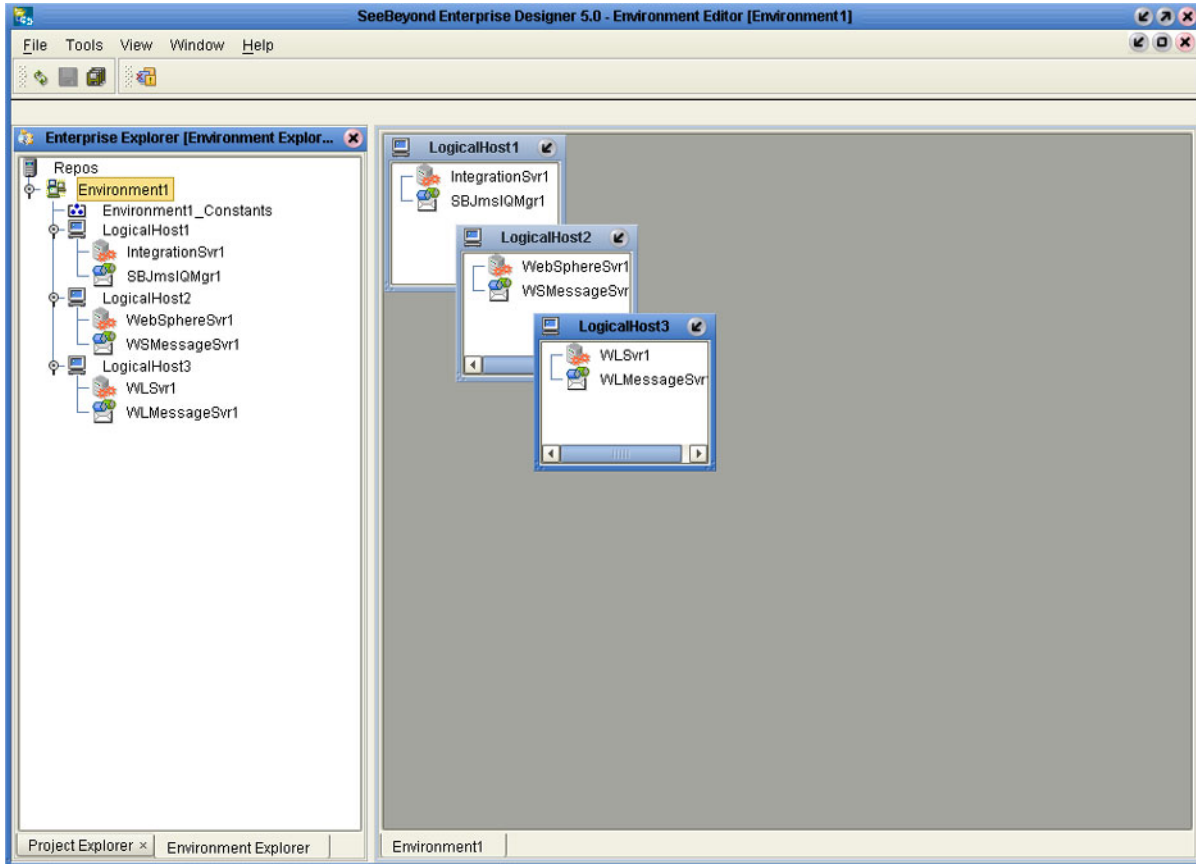 SeeBeyond Enterprise Designer 5.0 - Environment Editor [Environment1]
File Tools View Window Help
Enterprise Explorer [Environment Explor...
Repos
Environment1
Environment1_Constants
LogicalHost1
IntegrationSvr1
SBJmsIQMgr1
LogicalHost2
WebSphereSvr1
WSMessageSvr1
LogicalHost3
WLSvr1
WLMessageSvr1
Project Explorer × Environment Explorer
LogicalHost1
IntegrationSvr1
SBJmsIQMgr1
LogicalHost2
WebSphereSvr1
WSMessageSvr
LogicalHost3
WLSvr1
WLMessageSvr
Environment1